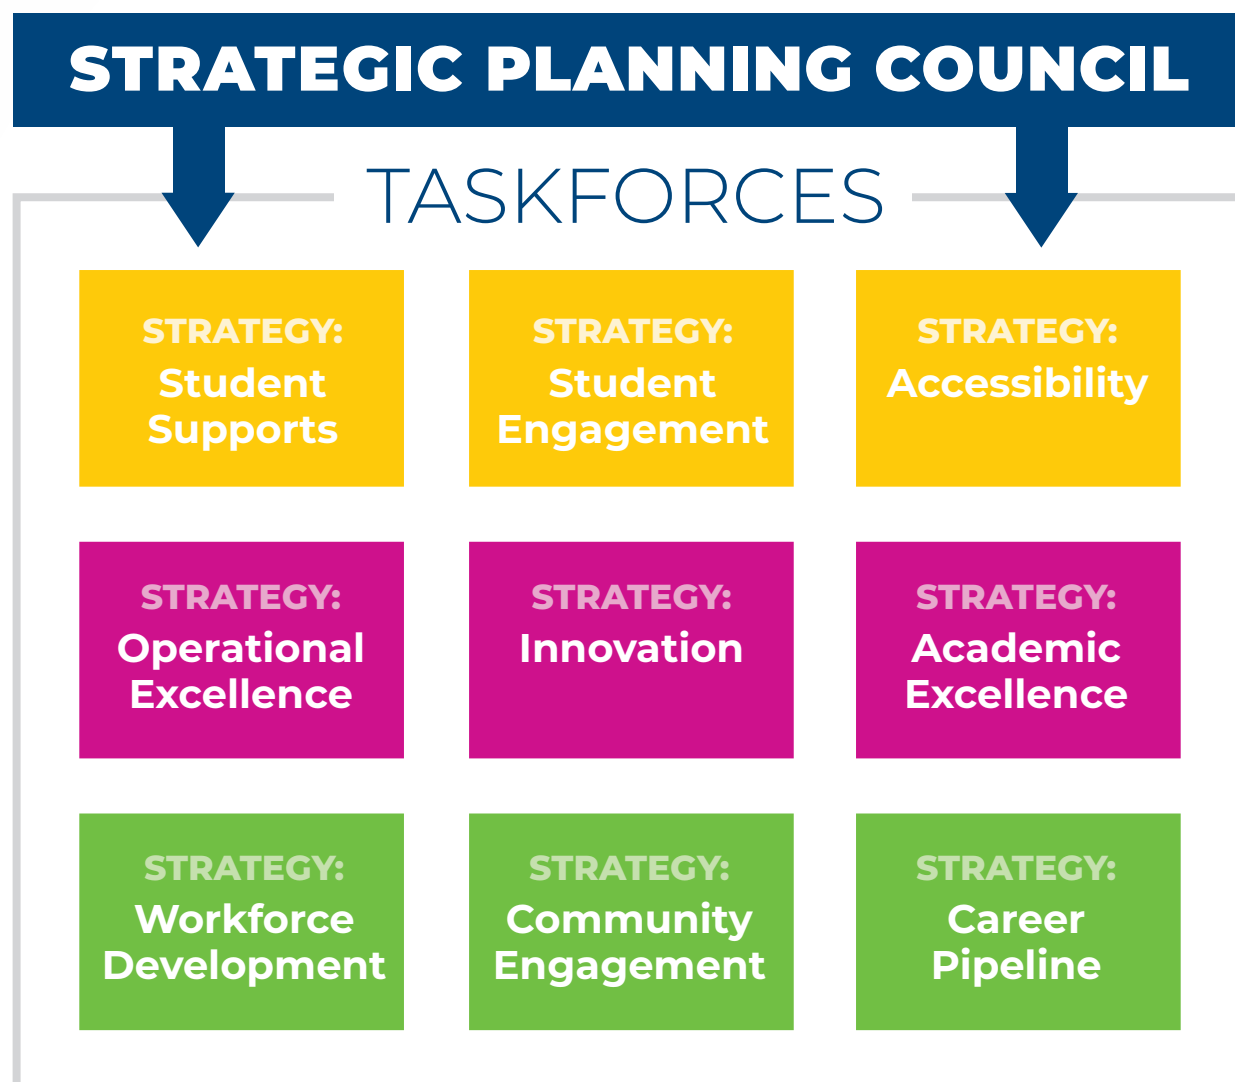 STRATEGIC PLANNING COUNCIL
TASKFORCES
STRATEGY:
Student
Supports
STRATEGY:
Student
Engagement
STRATEGY:
Accessibility
STRATEGY:
Operational
Excellence
STRATEGY:
Innovation
STRATEGY:
Academic
Excellence
STRATEGY:
Workforce
Development
STRATEGY:
Community
Engagement
STRATEGY:
Career
Pipeline